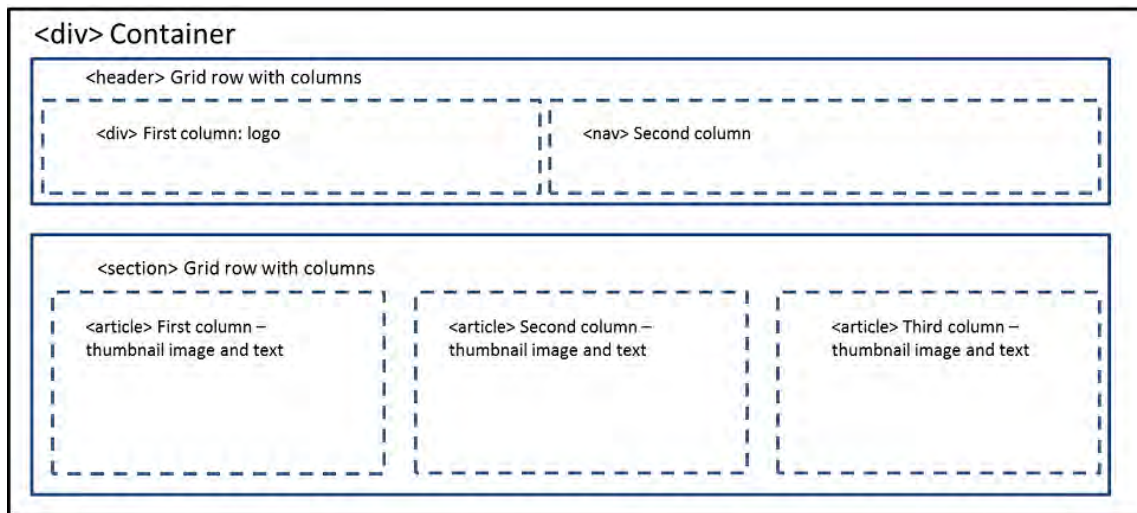 <div> Container
<header> Grid row with columns
<div> First column: logo
<nav> Second column
<section> Grid row with columns
<article> First column –
thumbnail image and text
<article> Second column –
thumbnail image and text
<article> Third column –
thumbnail image and text